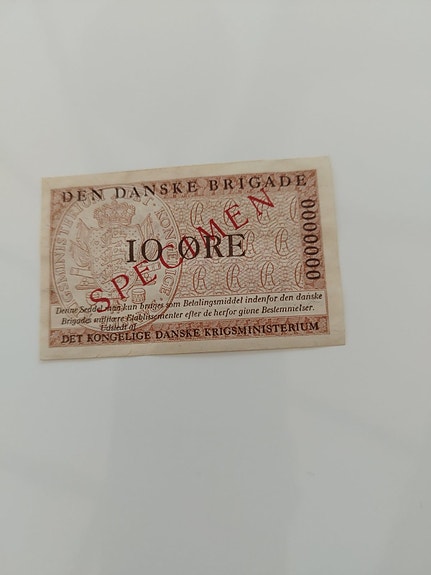 DEN DANSKE BRIGADE
SPECIMEN
10 ØRE
0000000
Denne Seddel kan kun bruges som Betalingsmiddel indenfor den danske
Brigades militære Etablissementer efter de herfor givne Bestemmelser.
Udstedt af
DET KONGELIGE DANSKE KRIGSMINISTERIUM